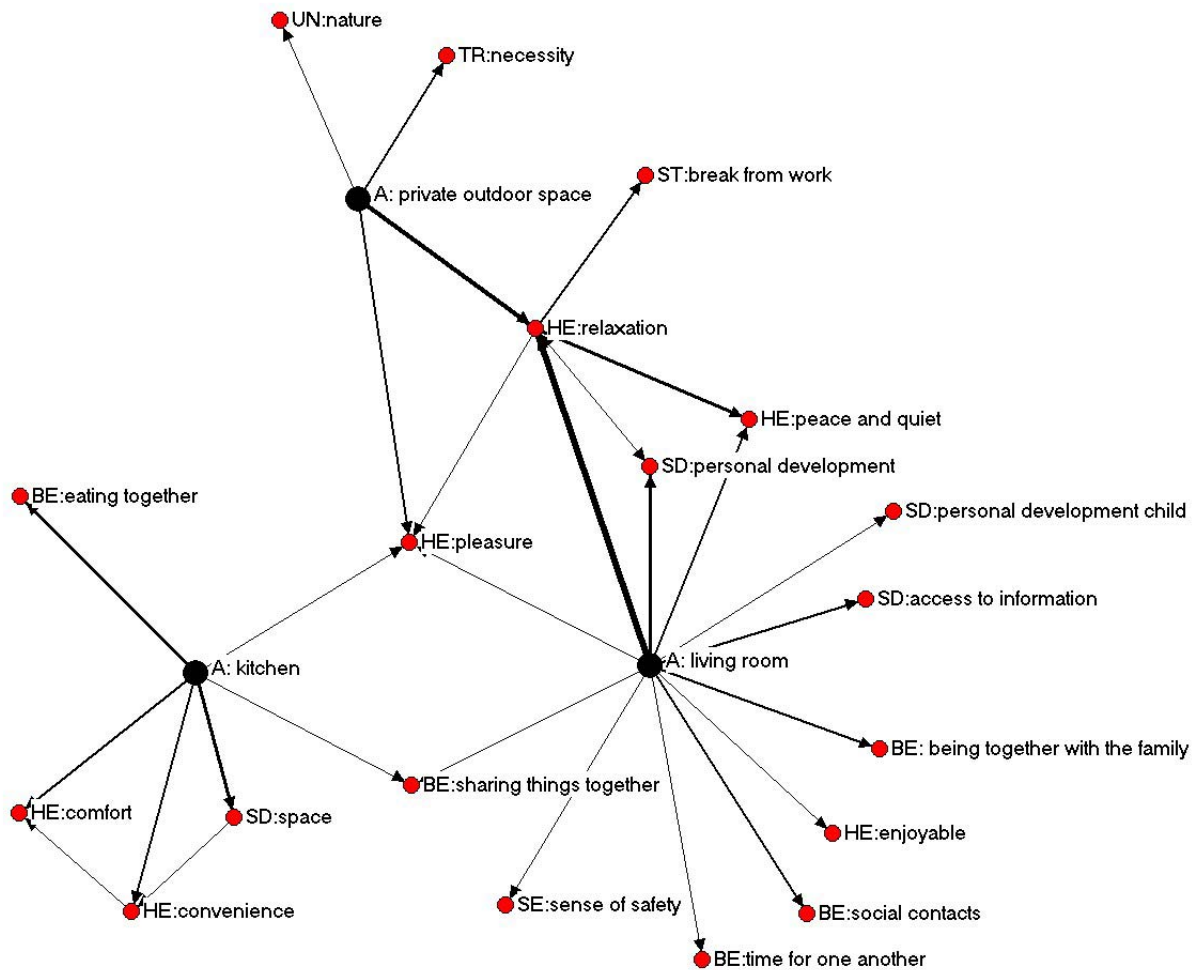 UN:nature
TR:necessity
ST:break from work
A: private outdoor space
HE:relaxation
HE:peace and quiet
SD:personal development
BE:eating together
SD:personal development child
HE:pleasure
SD:access to information
A: living room
A: kitchen
BE: being together with the family
BE:sharing things together
HE:comfort
SD:space
HE:enjoyable
SE:sense of safety
HE:convenience
BE:social contacts
BE:time for one another